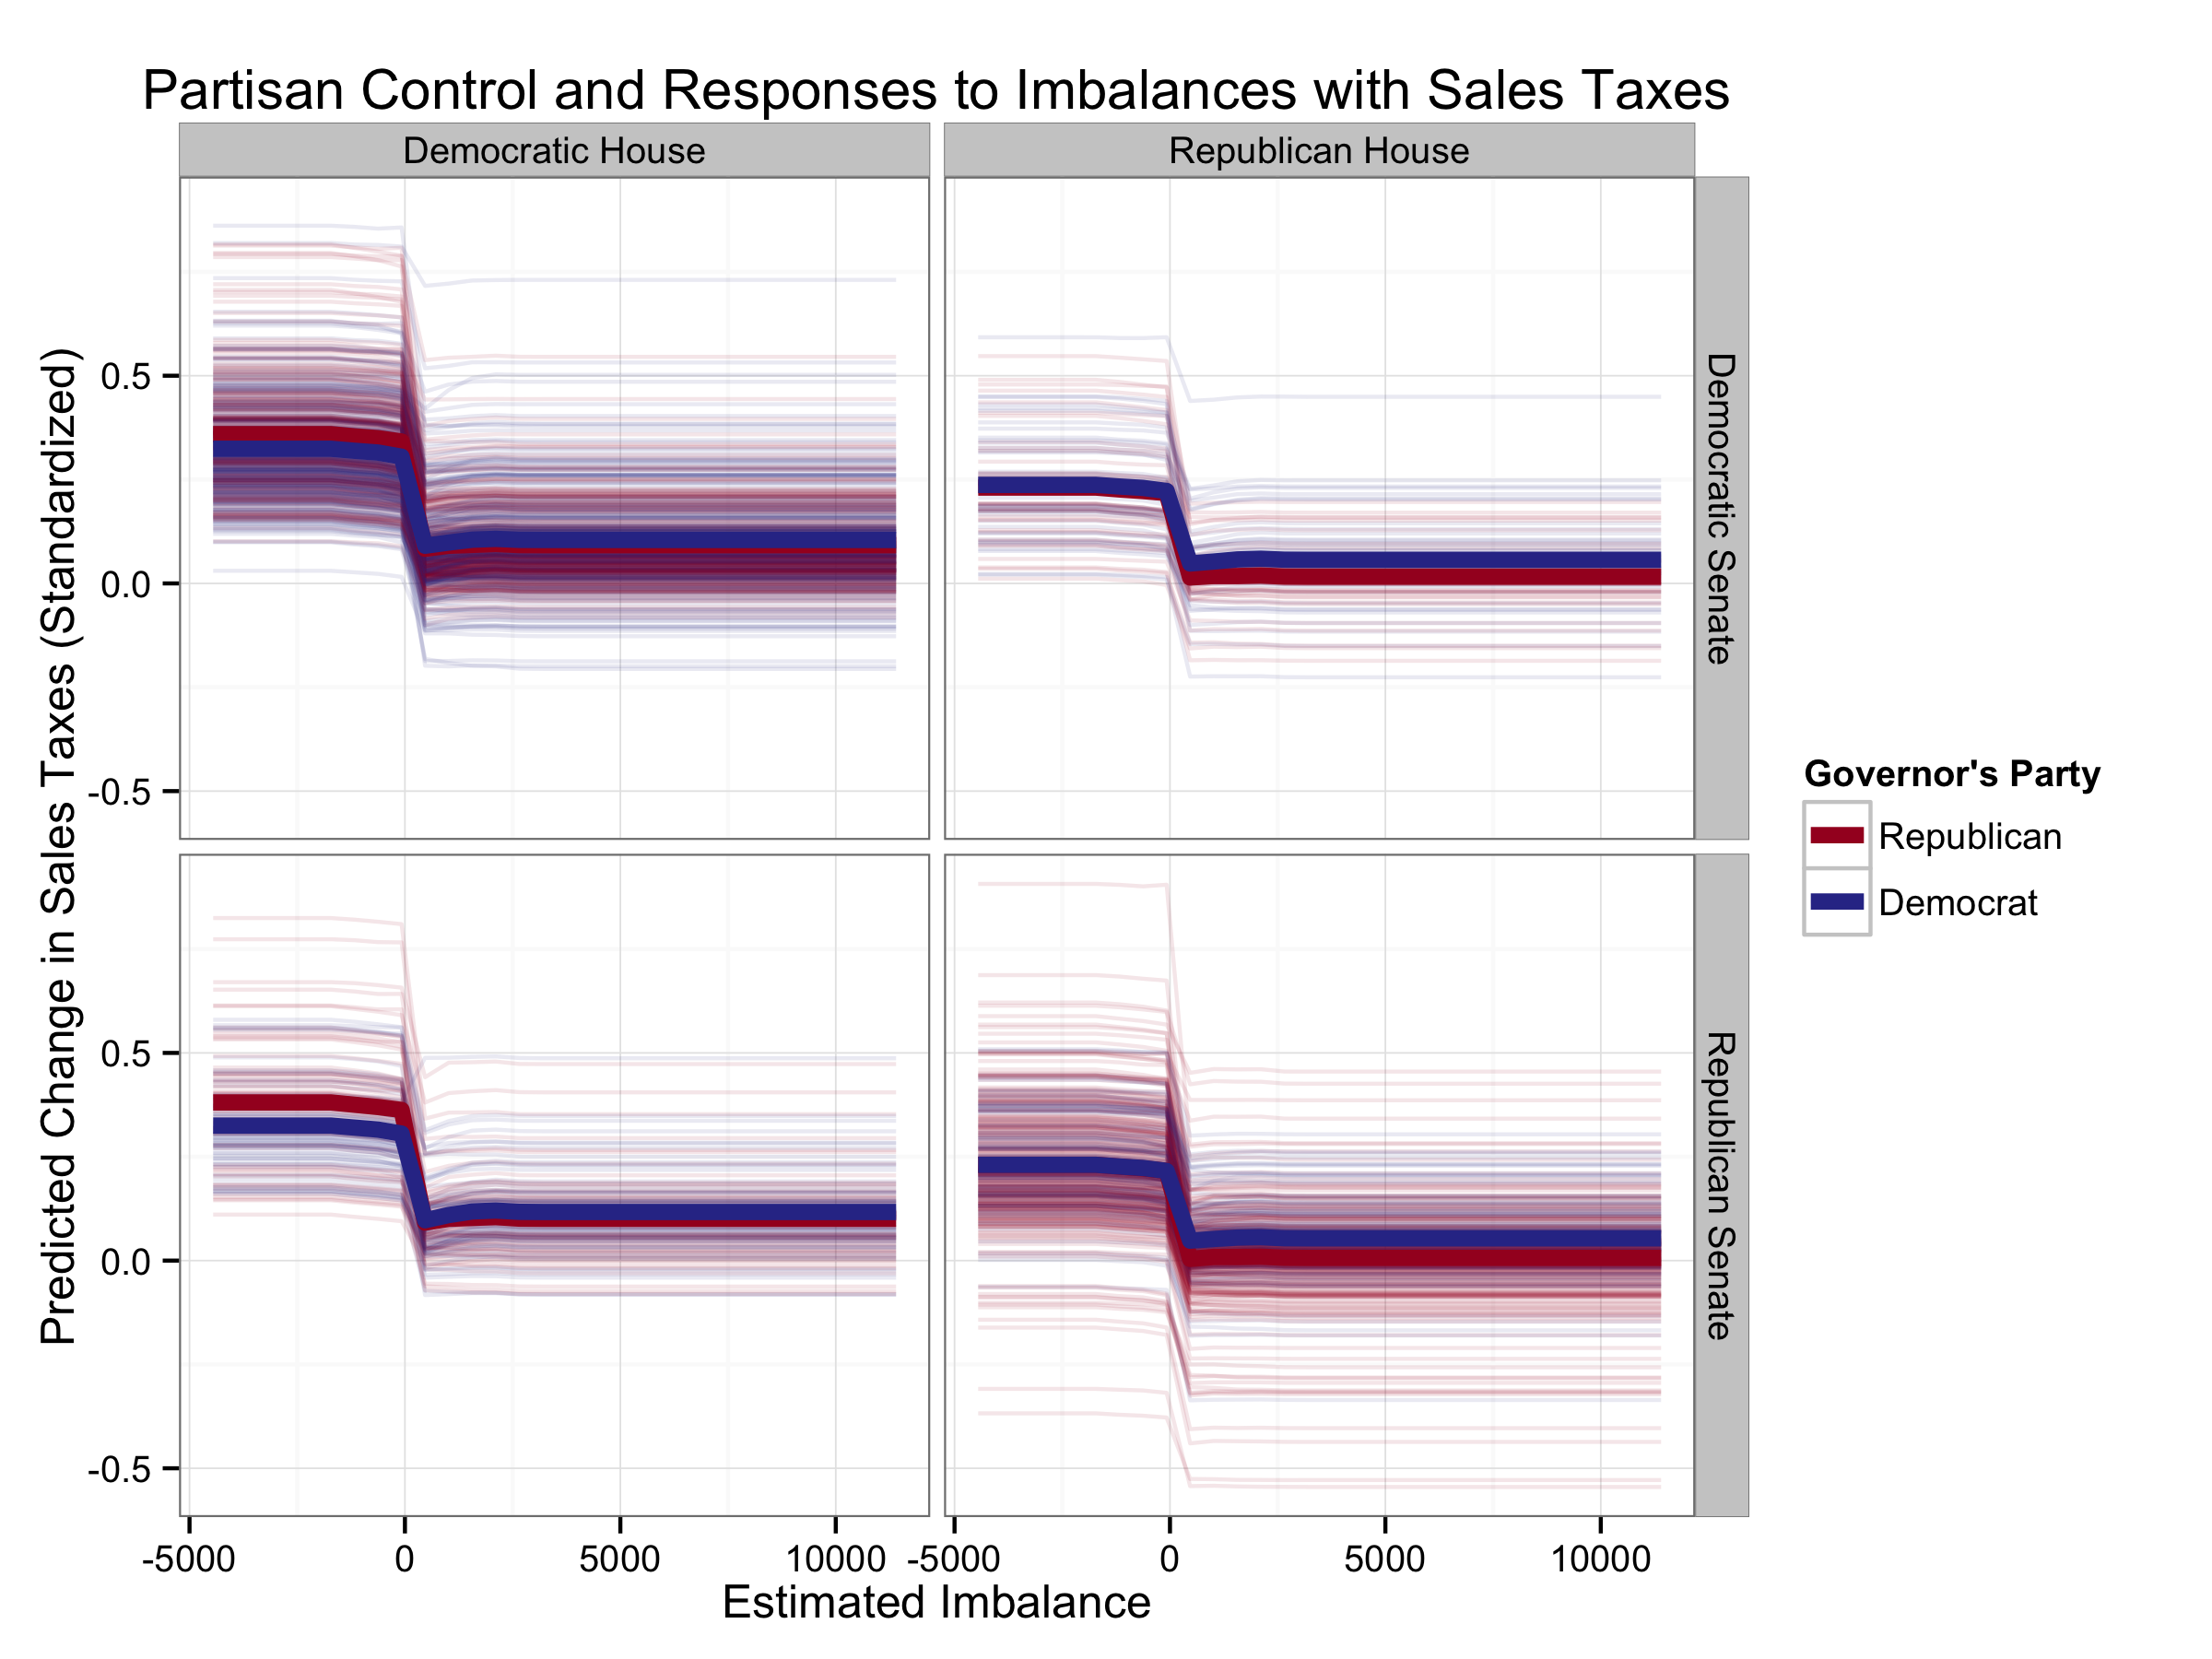 Partisan Control and Responses to Imbalances with Sales Taxes
Democratic House
Republican House
Democratic Senate
Republican Senate
Predicted Change in Sales Taxes (Standardized)
0.5
0.0
-0.5
0.5
0.0
-0.5
-5000
0
5000
10000
-5000
0
5000
10000
Estimated Imbalance
Governor's Party
Republican
Democrat